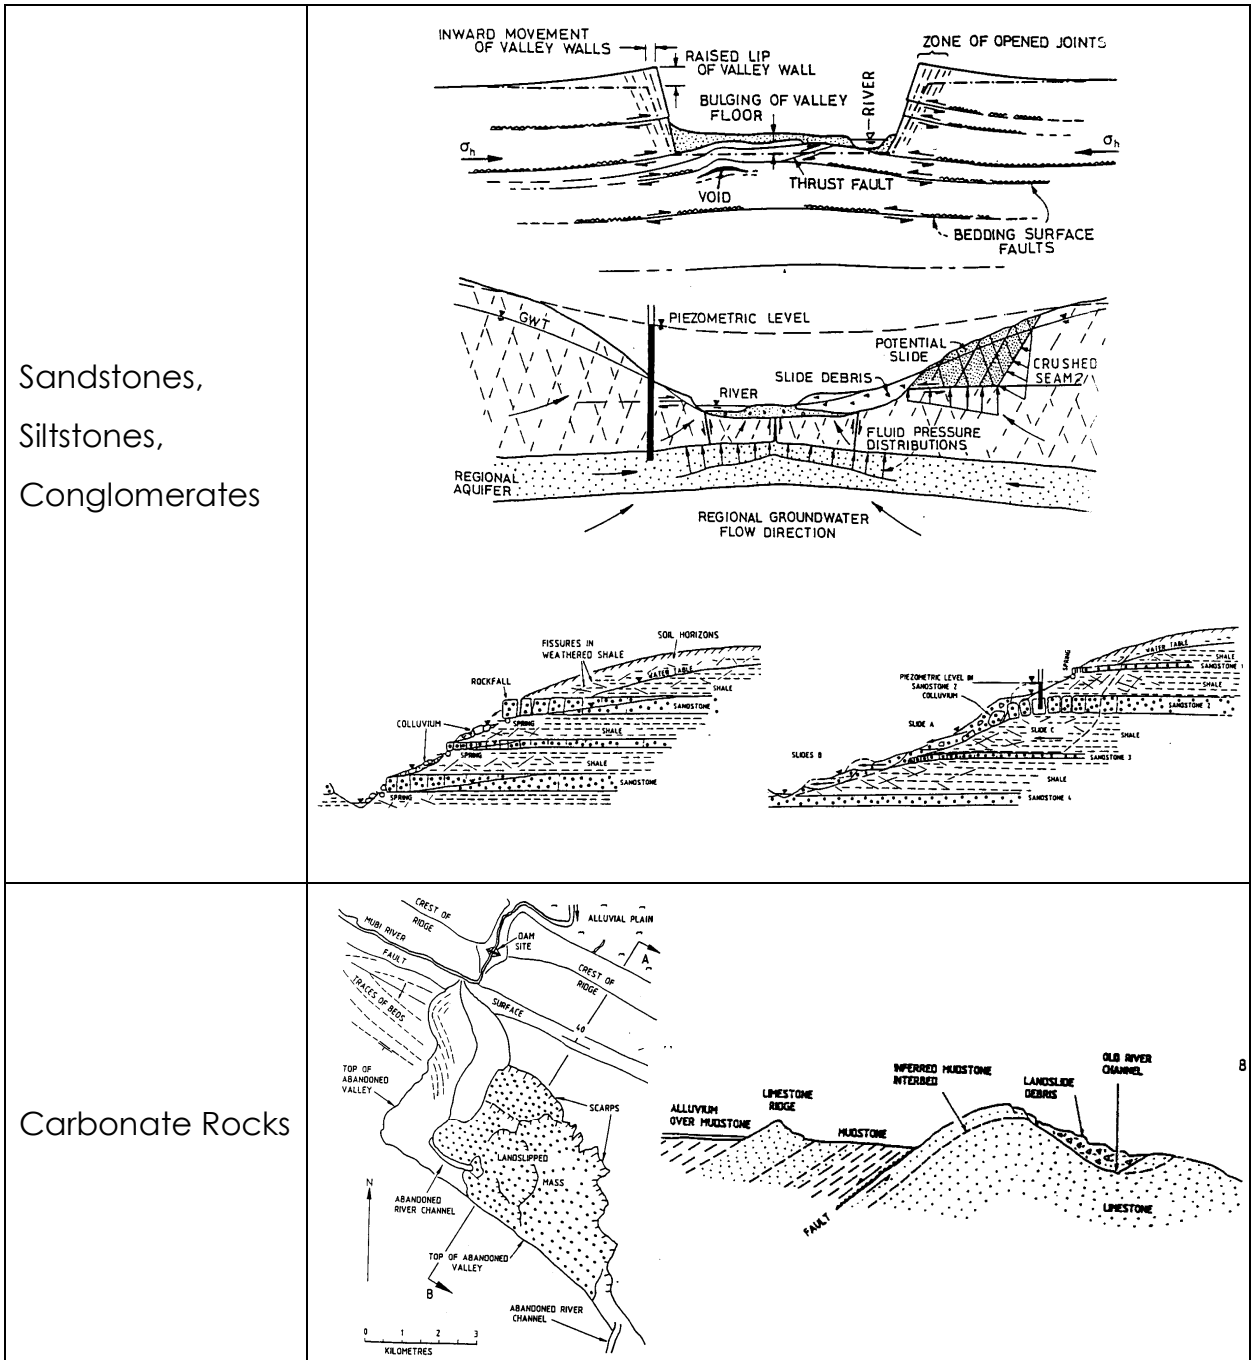 Sandstones,
Siltstones,
Conglomerates
INWARD MOVEMENT
OF VALLEY WALLS
RAISED LIP
OF VALLEY WALL
ZONE OF OPENED JOINTS
BULGING OF VALLEY
FLOOR
RIVER
σh
σh
VOID
THRUST FAULT
BEDDING SURFACE
FAULTS
GWT
PIEZOMETRIC LEVEL
POTENTIAL
SLIDE
CRUSHED
SEAM?
SLIDE DEBRIS
RIVER
FLUID PRESSURE
DISTRIBUTIONS
REGIONAL
AQUIFER
REGIONAL GROUNDWATER
FLOW DIRECTION
SOIL HORIZONS
FISSURES IN
WEATHERED SHALE
WATER TABLE
ROCKFALL
SHALE
SANDSTONE
COLLUVIUM
SPRING
SHALE
SPRING
SHALE
SANDSTONE
SPRING
SPRING
WATER TABLE
SHALE
SANDSTONE 1
PIEZOMETRIC LEVEL IN
SANDSTONE 2
SHALE
COLLUVIUM
SANDSTONE 2
SLIDE A
SLIDE C
SHALE
SLIDES B
SANDSTONE 3
SHALE
SANDSTONE 4
Carbonate Rocks
CREST OF
RIDGE
MUBI RIVER
ALLUVIAL PLAIN
DAM
SITE
A
FAULT
CREST OF
RIDGE
TRACES OF BEDS
SURFACE
40
TOP OF
ABANDONED
VALLEY
SCARPS
LANDSLIPPED
MASS
N
ABANDONED
RIVER CHANNEL
TOP OF ABANDONED
VALLEY
B
ABANDONED RIVER
CHANNEL
0 1 2 3
KILOMETRES
B
OLD RIVER
CHANNEL
INFERRED MUDSTONE
INTERBED
LANDSLIDE
DEBRIS
LIMESTONE
RIDGE
ALLUVIUM
OVER MUDSTONE
MUDSTONE
LIMESTONE
FAULT